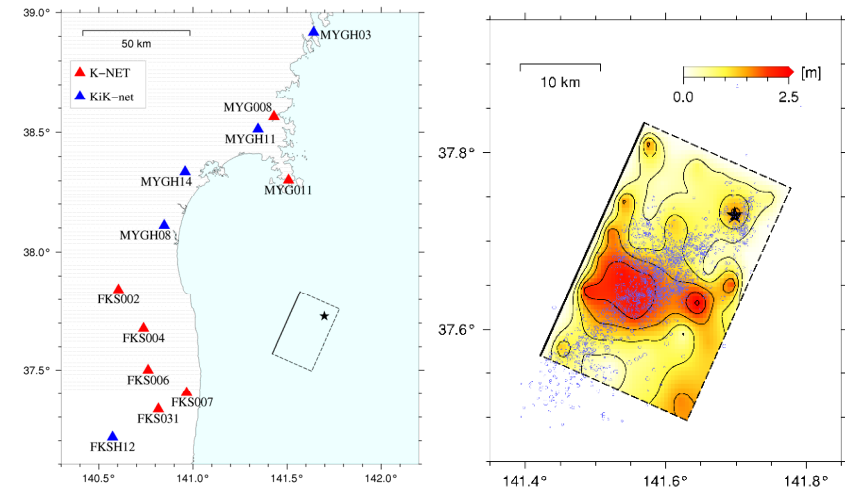 39.0°
50 km
K-NET
KiK-net
MYGH03
MYG008
MYGH11
38.5°
MYGH14
MYG011
MYGH08
38.0°
FKS002
FKS004
37.5°
FKS006
FKS007
FKS031
FKSH12
140.5° 141.0° 141.5° 142.0°
10 km
[m]
0.0 2.5
37.8°
37.6°
141.4° 141.6° 141.8°